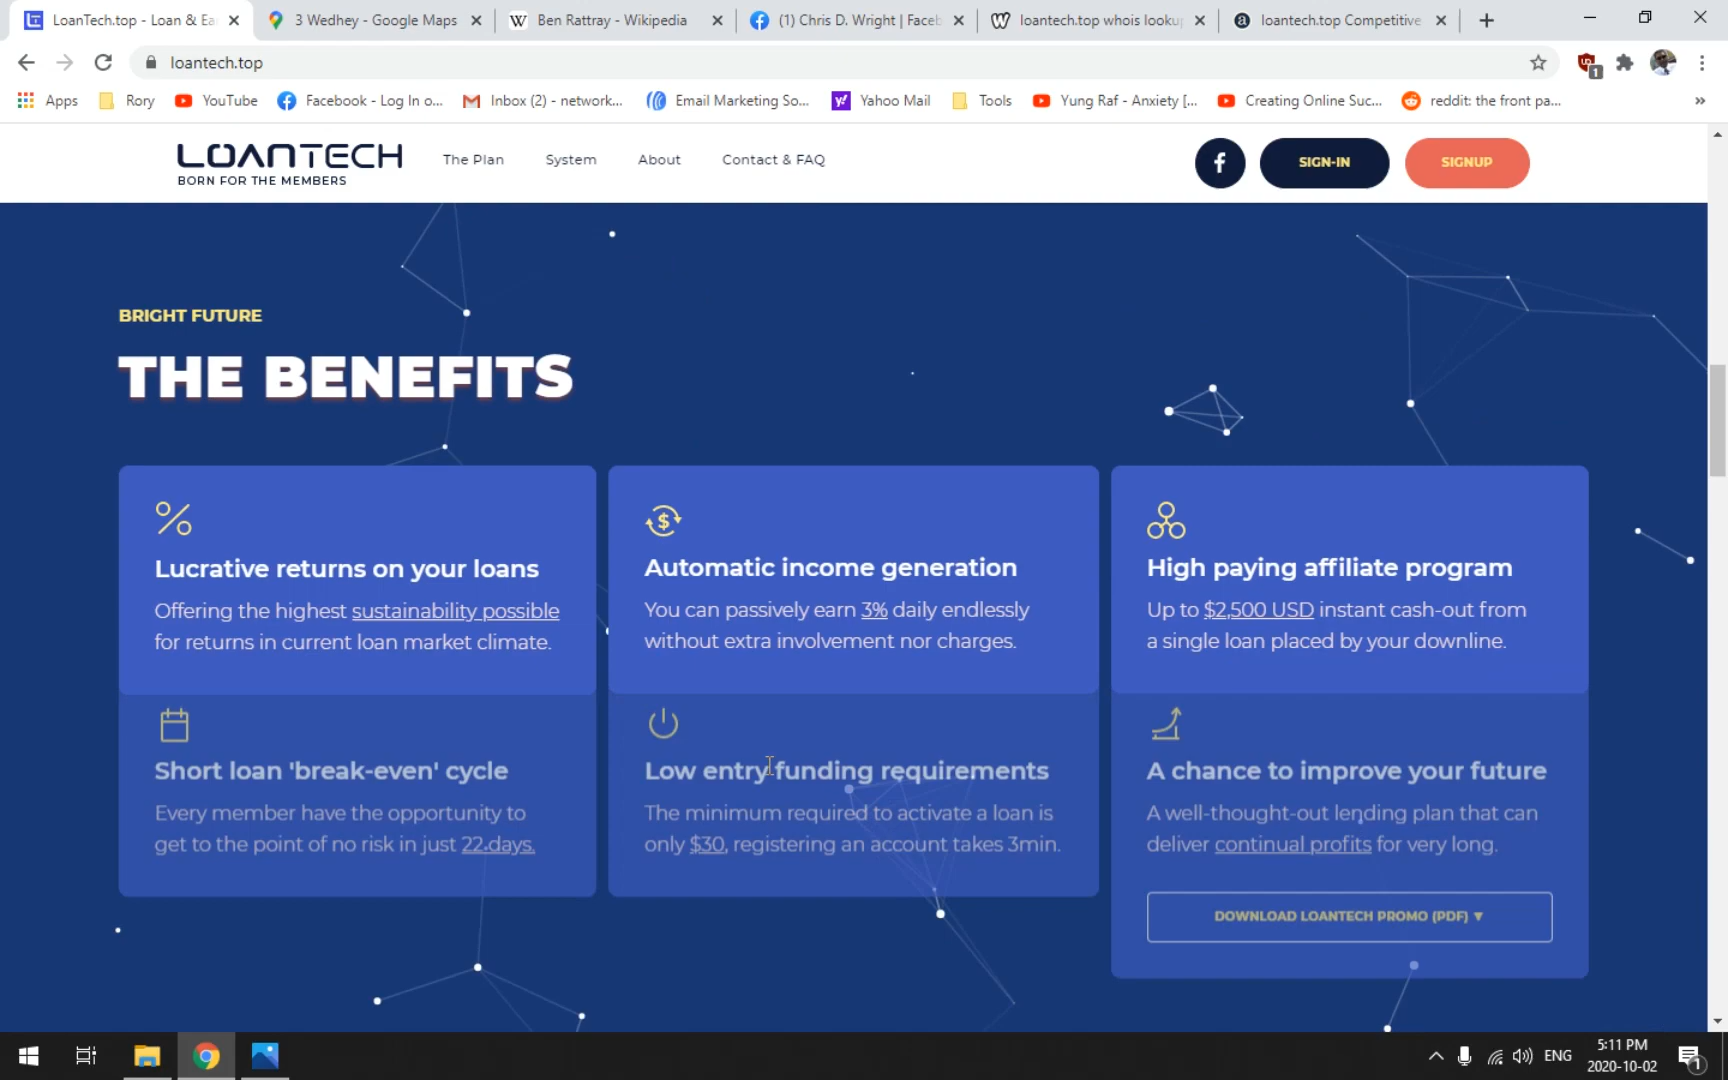 LoanTech.top - Loan & Ea
3 Wedhey - Google Maps
Ben Rattray - Wikipedia
(1) Chris D. Wright | Faceb
loantech.top whois looku
loantech.top Competitive
loantech.top
Apps
Rory
YouTube
Facebook - Log In o...
Inbox (2) - network...
Email Marketing So...
Yahoo Mail
Tools
Yung Raf - Anxiety [...
Creating Online Suc...
reddit: the front pa...
LOANTECH
BORN FOR THE MEMBERS
The Plan
System
About
Contact & FAQ
SIGN-IN
SIGNUP
BRIGHT FUTURE
THE BENEFITS
Lucrative returns on your loans
Offering the highest sustainability possible
for returns in current loan market climate.
Automatic income generation
You can passively earn 3% daily endlessly
without extra involvement nor charges.
High paying affiliate program
Up to $2,500 USD instant cash-out from
a single loan placed by your downline.
Short loan 'break-even' cycle
Every member have the opportunity to
get to the point of no risk in just 22-days.
Low entry funding requirements
The minimum required to activate a loan is
only $30, registering an account takes 3min.
A chance to improve your future
A well-thought-out lending plan that can
deliver continual profits for very long.
DOWNLOAD LOANTECH PROMO (PDF) ▼
ENG
5:11 PM
2020-10-02
1